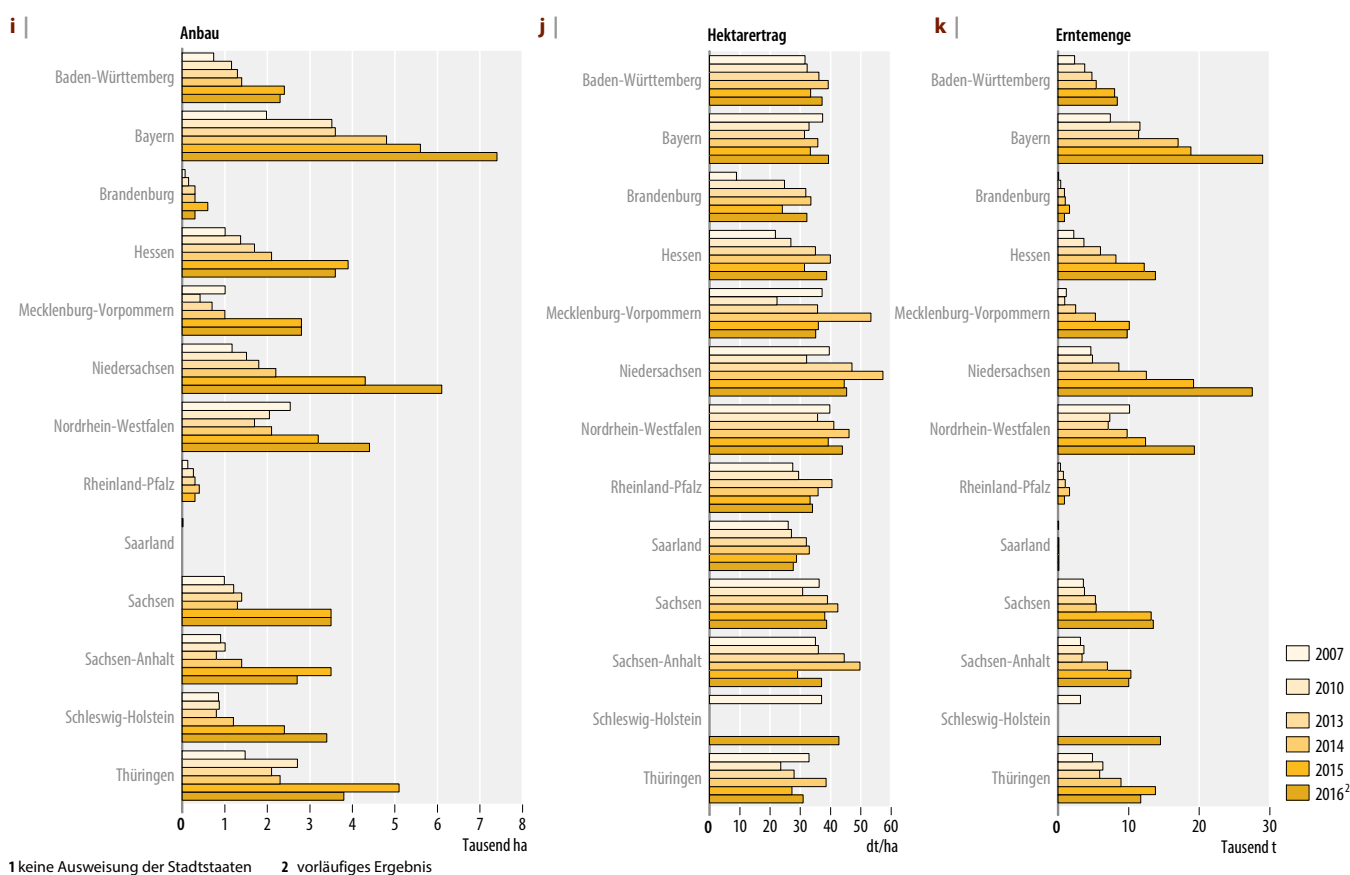 i |
Anbau
Baden-Württemberg
Bayern
Brandenburg
Hessen
Mecklenburg-Vorpommern
Niedersachsen
Nordrhein-Westfalen
Rheinland-Pfalz
Saarland
Sachsen
Sachsen-Anhalt
Schleswig-Holstein
Thüringen
0 1 2 3 4 5 6 7 8
Tausend ha
j |
Hektarertrag
Baden-Württemberg
Bayern
Brandenburg
Hessen
Mecklenburg-Vorpommern
Niedersachsen
Nordrhein-Westfalen
Rheinland-Pfalz
Saarland
Sachsen
Sachsen-Anhalt
Schleswig-Holstein
Thüringen
0 10 20 30 40 50 60
dt/ha
k |
Erntemenge
Baden-Württemberg
Bayern
Brandenburg
Hessen
Mecklenburg-Vorpommern
Niedersachsen
Nordrhein-Westfalen
Rheinland-Pfalz
Saarland
Sachsen
Sachsen-Anhalt
Schleswig-Holstein
Thüringen
0 10 20 30
Tausend t
2007
2010
2013
2014
2015
2016²
1 keine Ausweisung der Stadtstaaten 2 vorläufiges Ergebnis